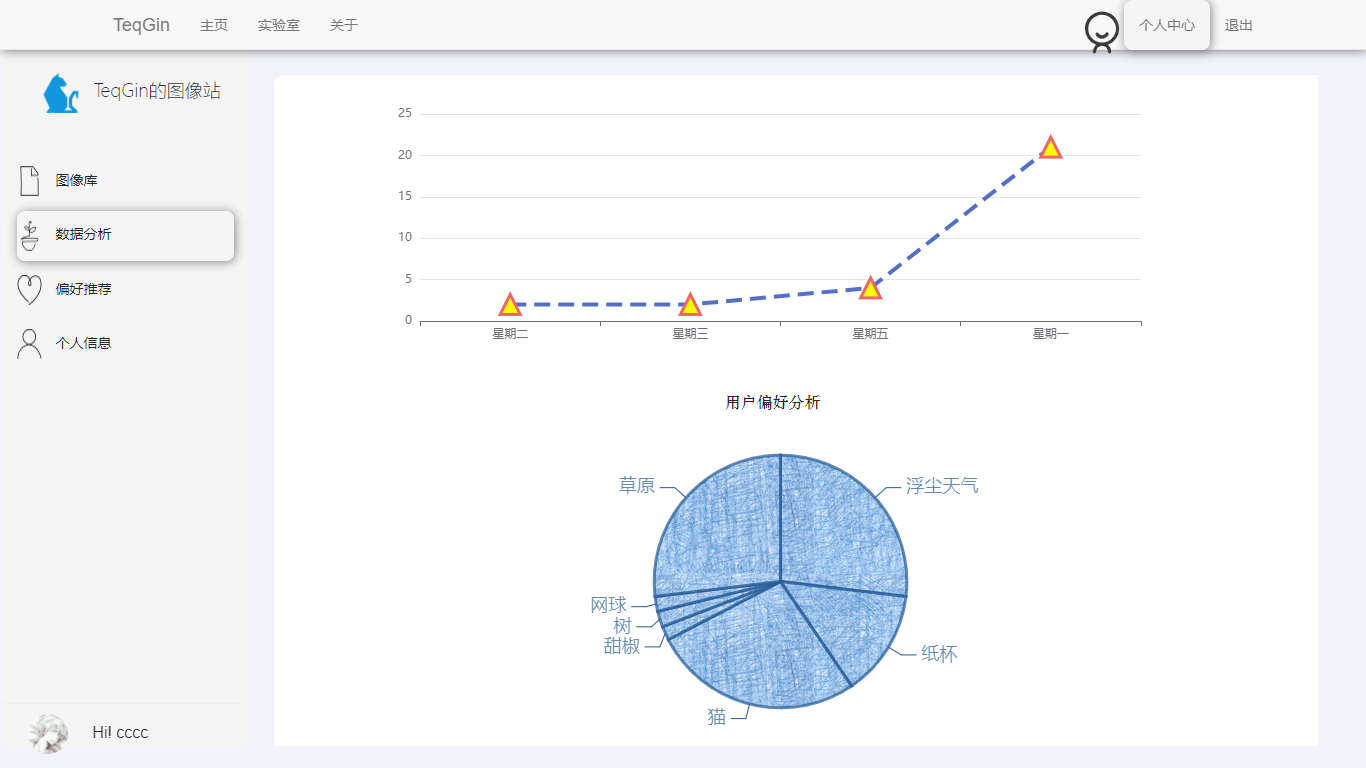 TeqGin 主页 实验室 关于 个人中心 退出
TeqGin的图像站
图像库
数据分析
偏好推荐
个人信息
Hi! cccc
25
20
15
10
5
0
星期二 星期三 星期五 星期一
用户偏好分析
草原 浮尘天气
网球
树
甜椒 纸杯
猫